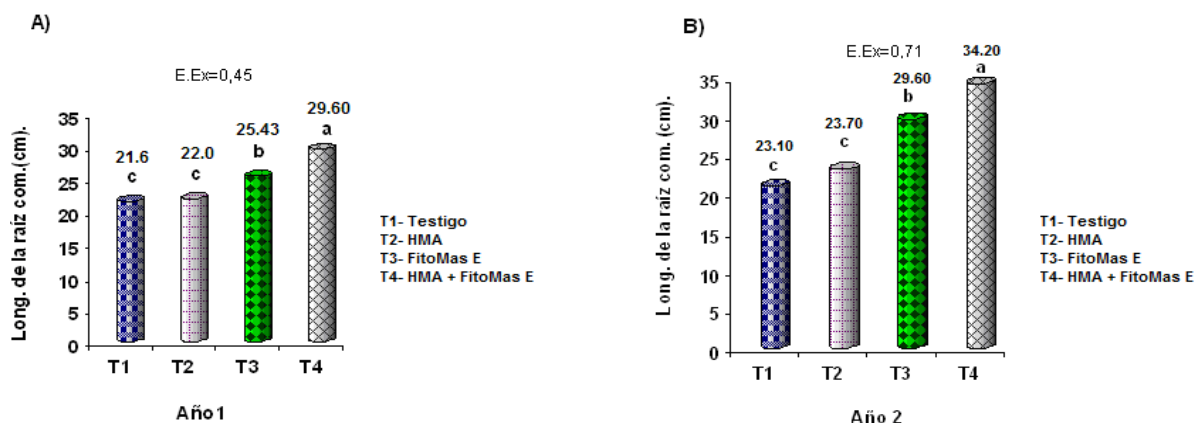 A)
E.Ex=0,45
Long. de la raíz com.(cm).
35
30
25
20
15
10
5
0
21.6
c
22.0
c
25.43
b
29.60
a
T1 T2 T3 T4
Año1
T1- Testigo
T2- HMA
T3- FitoMas E
T4- HMA + FitoMas E
B)
E.Ex=0,71
Long. de la raíz com. (cm).
35
30
25
20
15
10
5
0
23.10
c
23.70
c
29.60
b
34.20
a
T1 T2 T3 T4
Año 2
T1- Testigo
T2- HMA
T3- FitoMas E
T4- HMA + FitoMas E